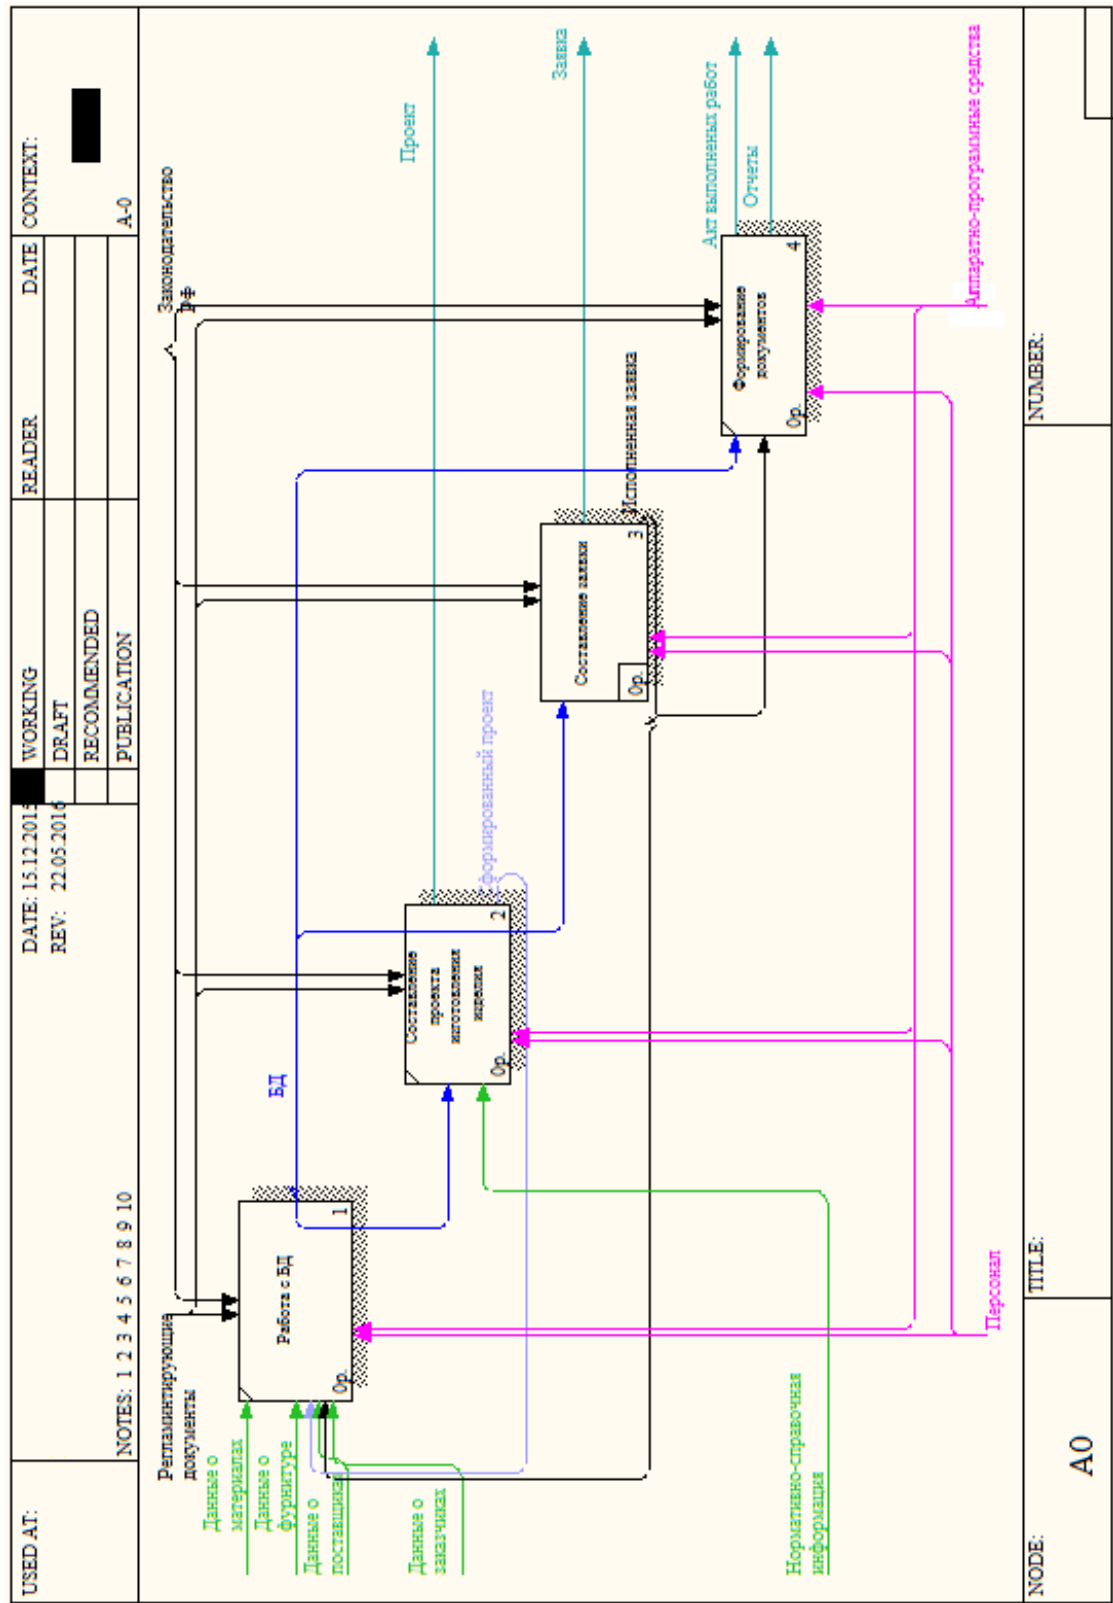 USED AT:
DATE: 15.12.2015
REV: 22.05.2016
NOTES: 1 2 3 4 5 6 7 8 9 10
WORKING
DRAFT
RECOMMENDED
PUBLICATION
READER
DATE
CONTEXT:
A-0
Регламинтирующие
документы
Законодательство
РФ
Данные о
материалах
Данные о
фурнитуре
Данные о
поставщиках
Данные о
заказчиках
Нормативно-справочная
информация
Работа с БД
0р.
1
БД
Составление
проекта
изготовления
изделия
0р.
2
Сформированный проект
Проект
Составление заявки
0р.
3
Исполненная заявка
Заявка
Формирование
документов
0р.
4
Акт выполненых работ
Отчеты
Персонал
Аппаратно-программные средства
NODE:
A0
TITLE:
NUMBER: